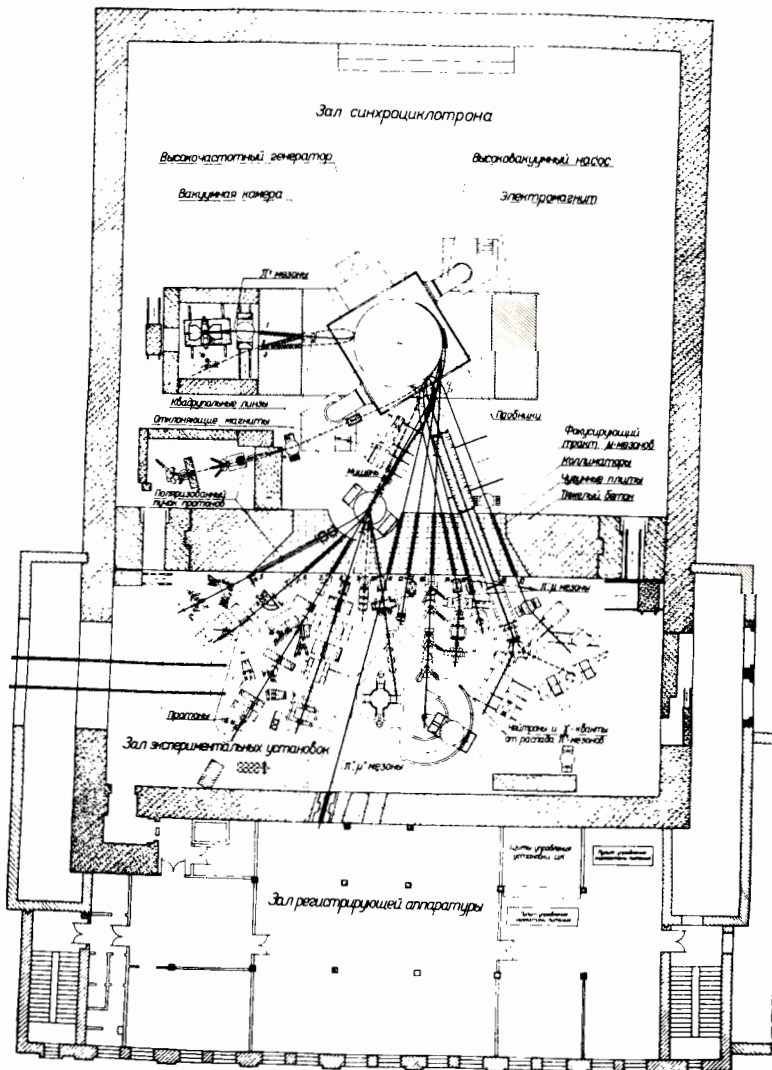 Зал синхроциклотрона
Высокочастотный генератор
Высоковакуумный насос
Вакуумная камера
Электромагнит
мезоны
Квадрупольные линзы
Отклоняющие магниты
Пробники
Фокусирующий
тракт μ-мезонов
Коллиматоры
Чугунные плиты
Тяжелый бетон
Мишень
Поляризованный
пучок протонов
π⁻μ⁻ мезоны
Протоны
Нейтроны и γ-кванты
от распада π° мезонов
Зал экспериментальных установок
π⁺μ⁺ мезоны
Щиты управления
Зал регистрирующей аппаратуры